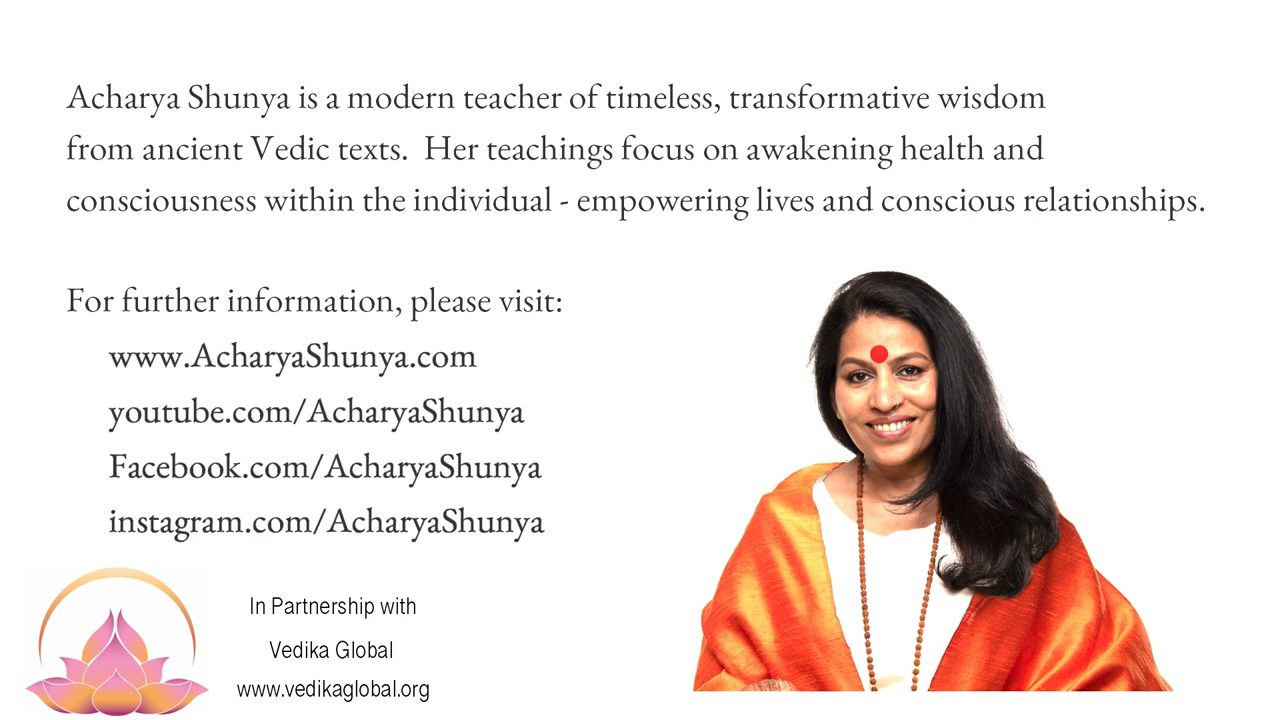 Acharya Shunya is a modern teacher of timeless, transformative wisdom
from ancient Vedic texts.  Her teachings focus on awakening health and
consciousness within the individual - empowering lives and conscious relationships.
For further information, please visit:
www.AcharyaShunya.com
youtube.com/AcharyaShunya
Facebook.com/AcharyaShunya
instagram.com/AcharyaShunya
In Partnership with
Vedika Global
www.vedikaglobal.org